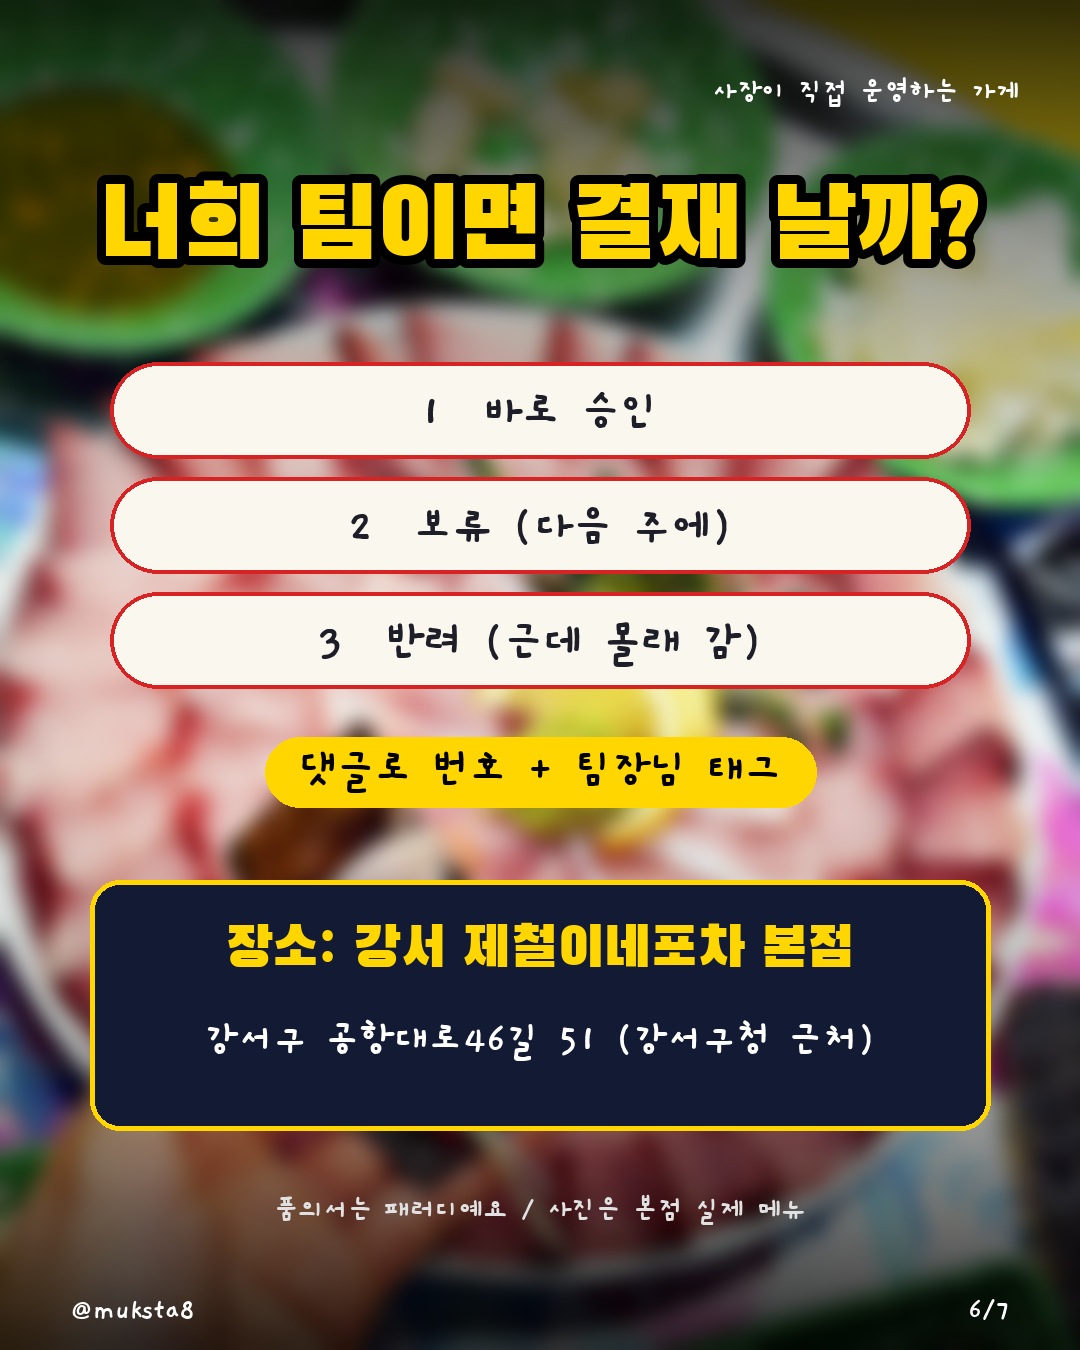 사장이 직접 운영하는 가게
너희 팀이면 결재 날까?
1 바로 승인
2 보류 (다음 주에)
3 반려 (근데 몰래 감)
댓글로 번호 + 팀장님 태그
장소: 강서 제철이네포차 본점
강서구 공항대로46길 51 (강서구청 근처)
품의서는 패러디예요 / 사진은 본점 실제 메뉴
@muksta8
6/7